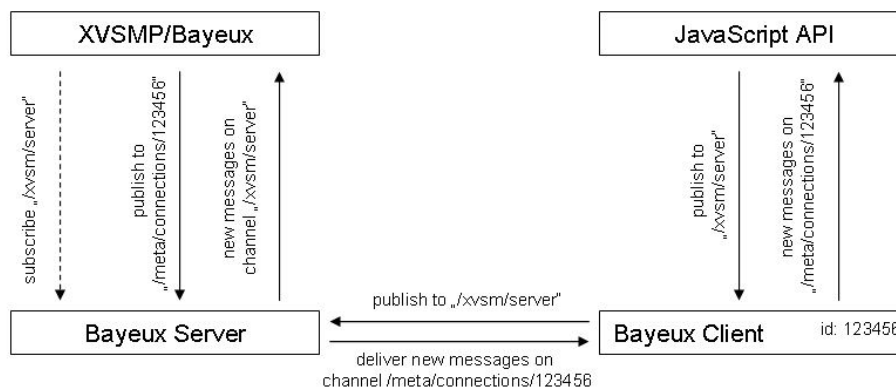 XVSMP/Bayeux
JavaScript API
subscribe „/xvsm/server”
publish to
„/meta/connections/123456”
new messages on
channel „/xvsm/server”
publish to
„/xvsm/server”
new messages on
„/meta/connections/123456”
publish to „/xvsm/server”
Bayeux Server
Bayeux Client
id: 123456
deliver new messages on
channel /meta/connections/123456